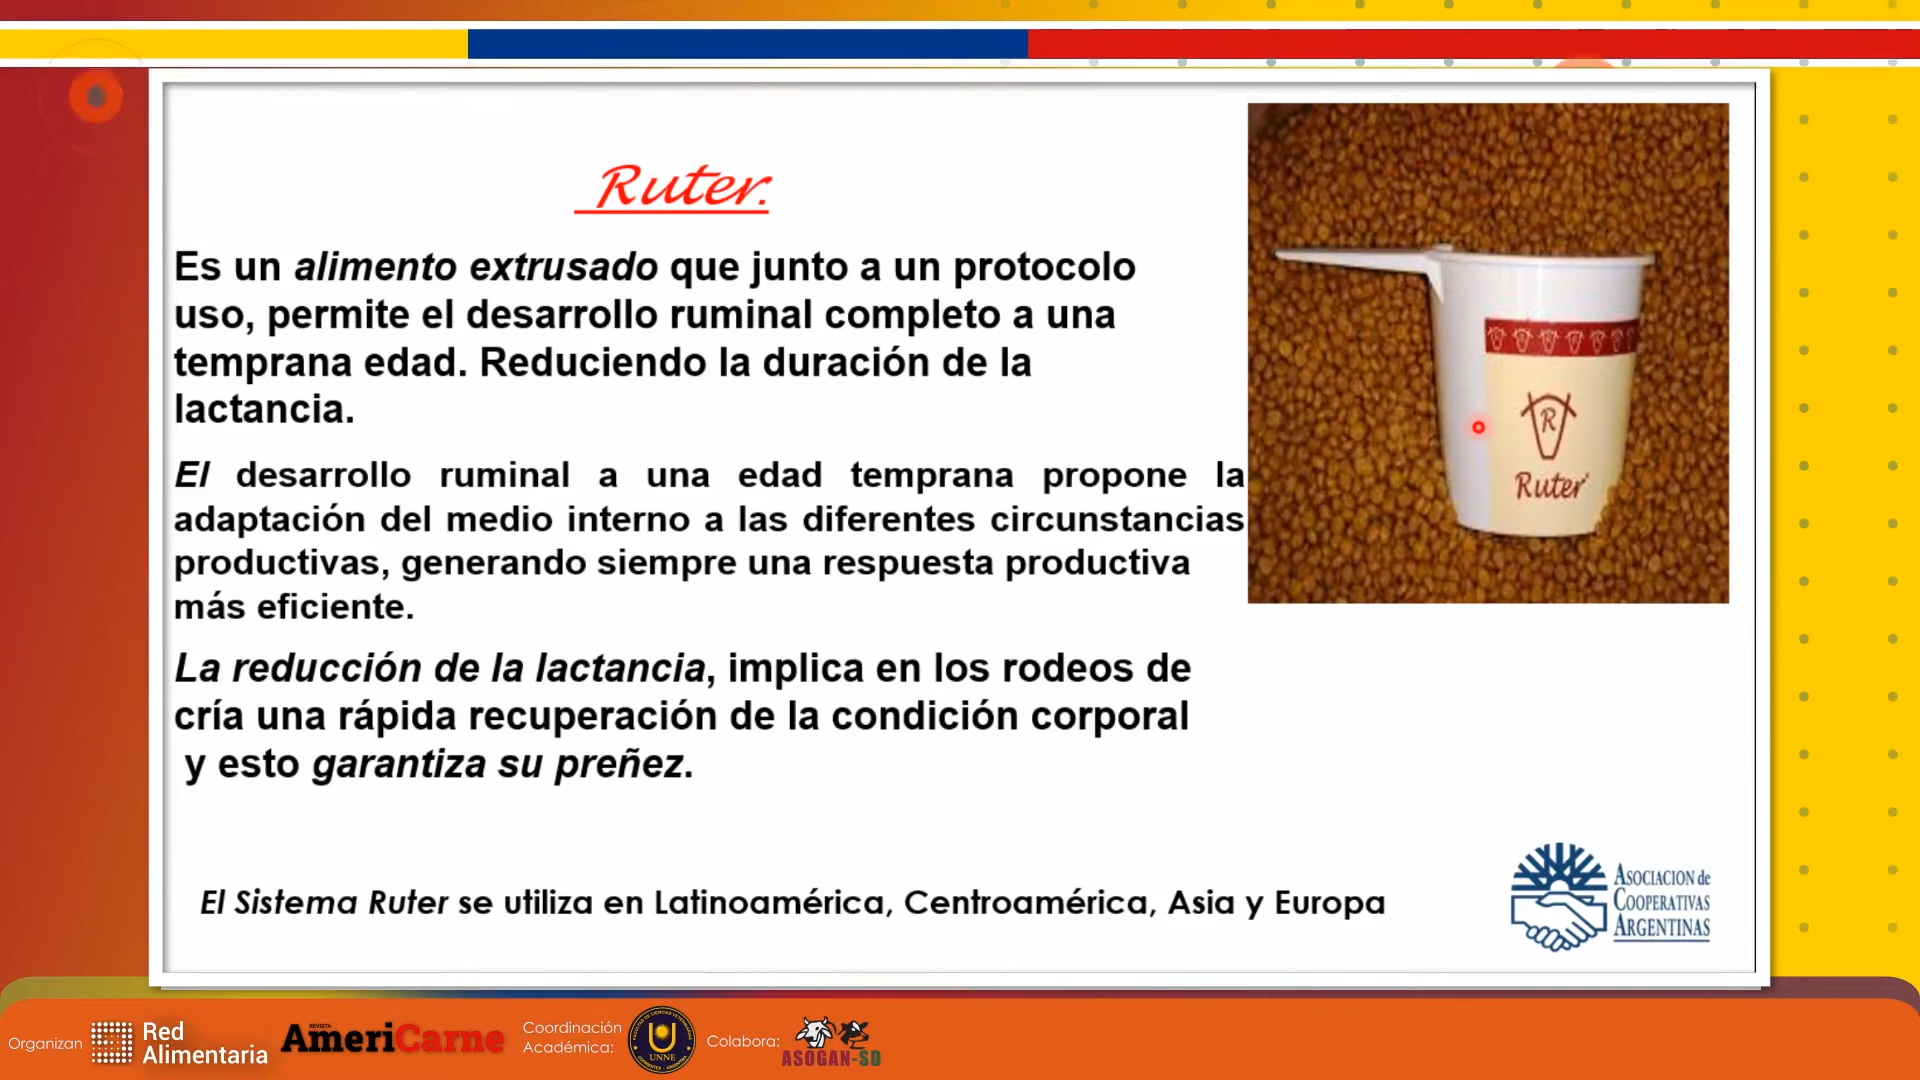 Ruter.
Es un alimento extrusado que junto a un protocolo
uso, permite el desarrollo ruminal completo a una
temprana edad. Reduciendo la duración de la
lactancia.
El desarrollo ruminal a una edad temprana propone la
adaptación del medio interno a las diferentes circunstancias
productivas, generando siempre una respuesta productiva
más eficiente.
La reducción de la lactancia, implica en los rodeos de
cría una rápida recuperación de la condición corporal
y esto garantiza su preñez.
El Sistema Ruter se utiliza en Latinoamérica, Centroamérica, Asia y Europa
R
Ruter
ASOCIACION de
COOPERATIVAS
ARGENTINAS
Organizan
Red
Alimentaria
REVISTA
AmeriCarne
Coordinación
Académica:
UNNE
Colabora:
ASOGAN-SD